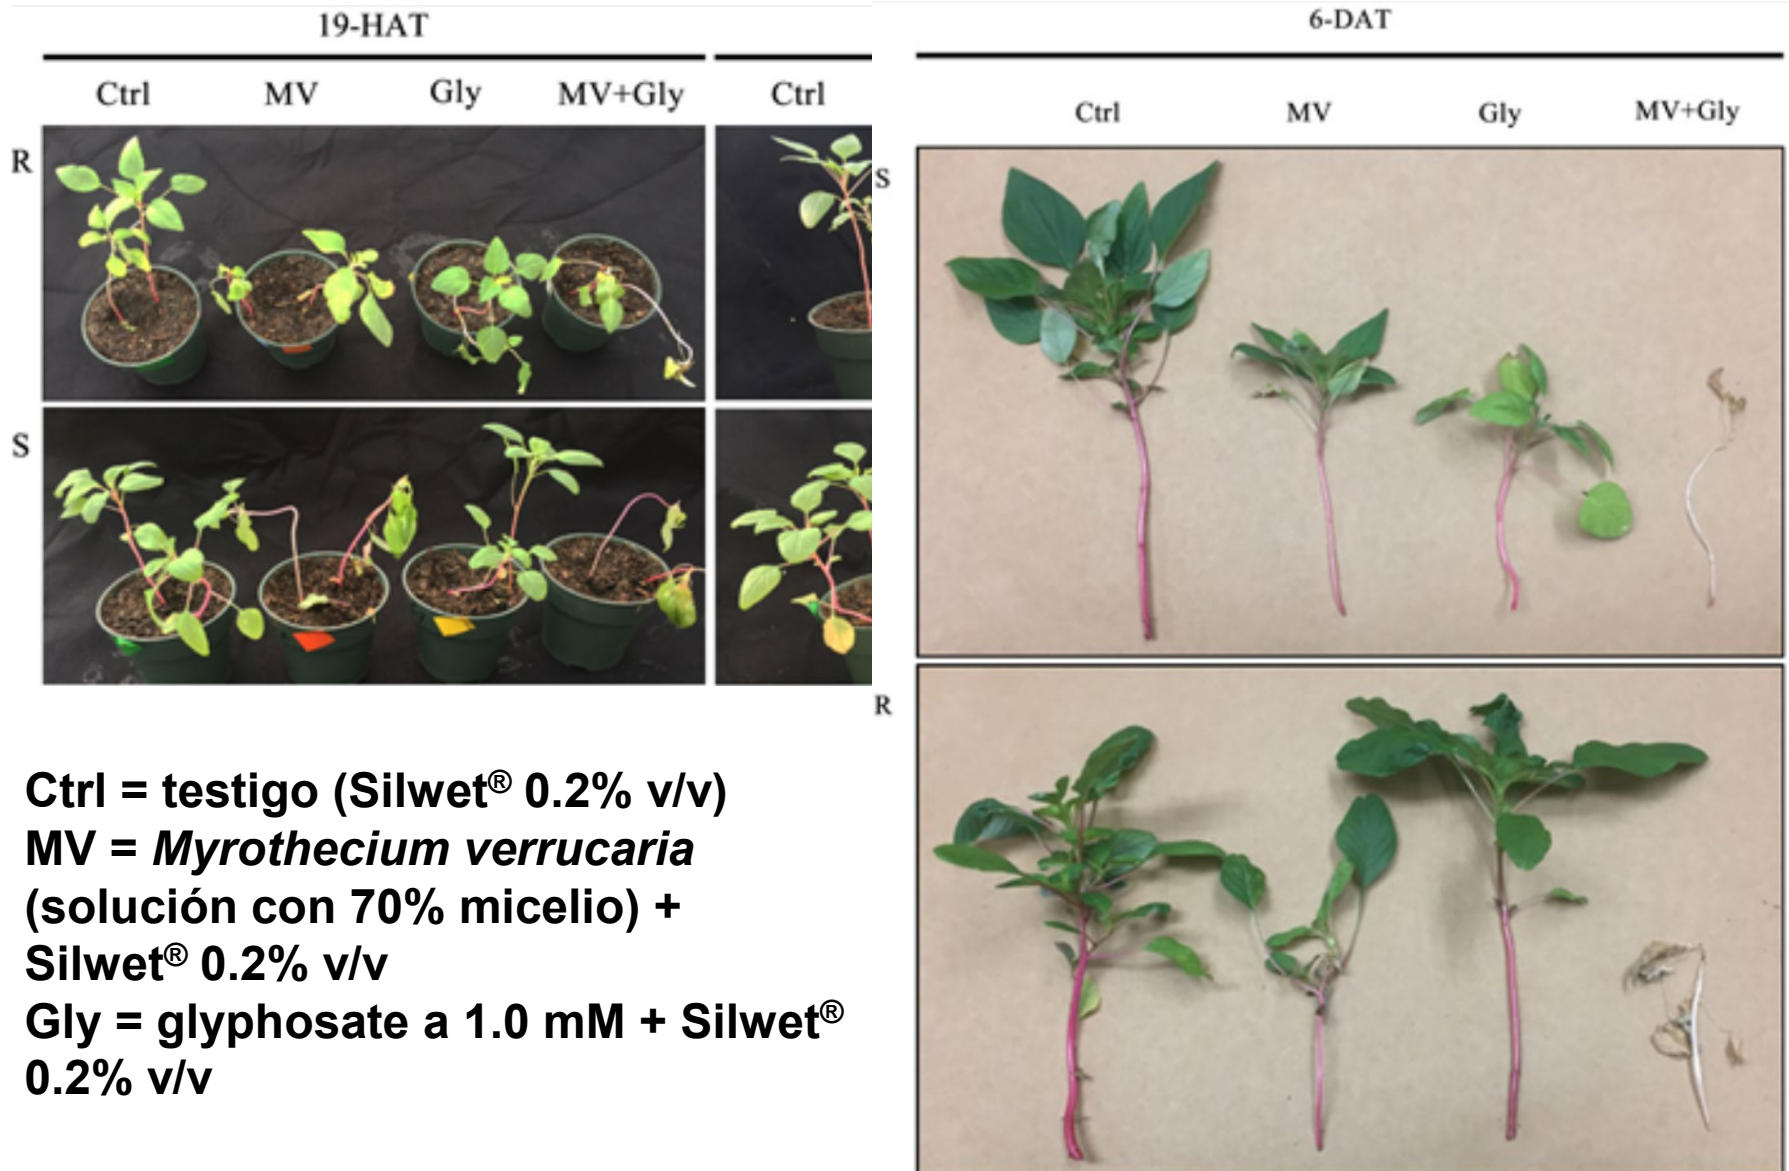 19-HAT
Ctrl MV Gly MV+Gly Ctrl
R
S
6-DAT
Ctrl MV Gly MV+Gly
S
R
Ctrl = testigo (Silwet® 0.2% v/v)
MV = Myrothecium verrucaria
(solución con 70% micelio) +
Silwet® 0.2% v/v
Gly = glyphosate a 1.0 mM + Silwet®
0.2% v/v